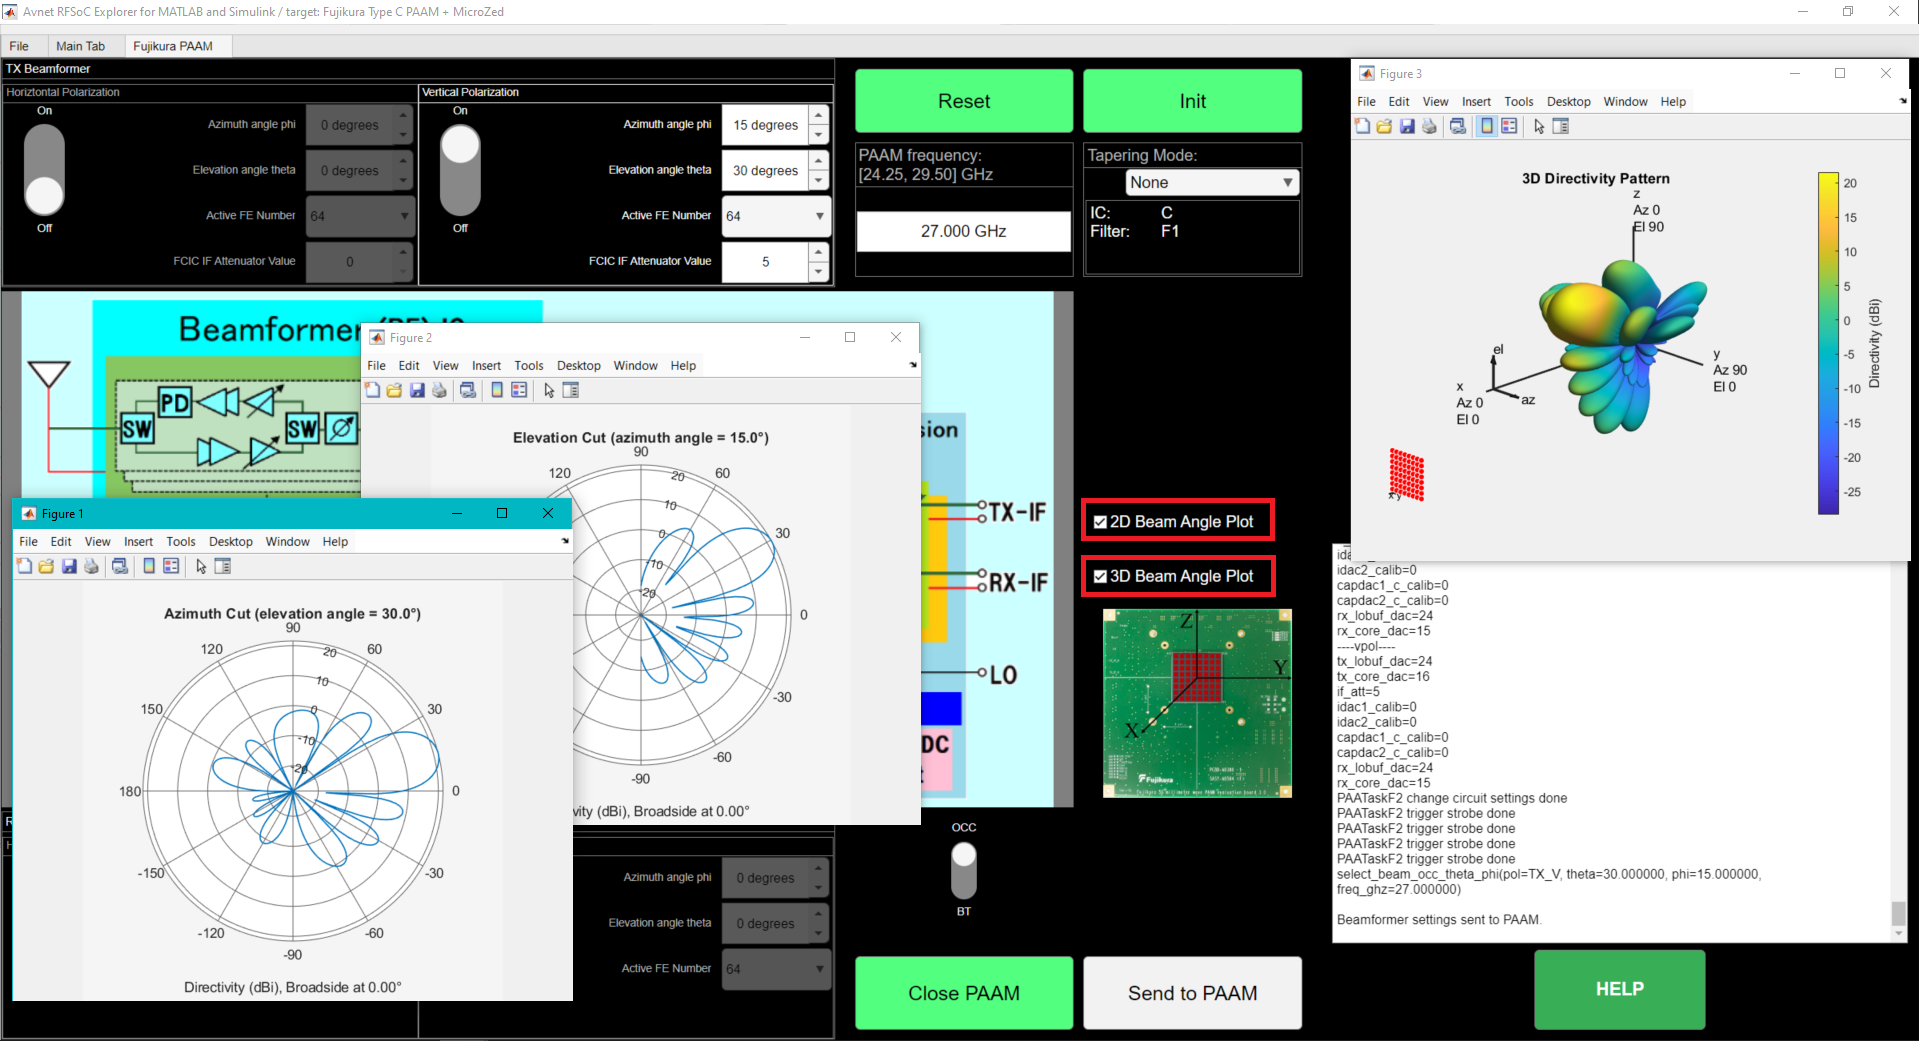 Avnet RFSoC Explorer for MATLAB and Simulink / target: Fujikura Type C PAAM + MicroZed
File Main Tab Fujikura PAAM
TX Beamformer
Horiztontal Polarization
On
Off
Azimuth angle phi 0 degrees
Elevation angle theta 0 degrees
Active FE Number 64
FCIC IF Attenuator Value 0
Vertical Polarization
On
Off
Azimuth angle phi 15 degrees
Elevation angle theta 30 degrees
Active FE Number 64
FCIC IF Attenuator Value 5
Reset
Init
PAAM frequency:
[24.25, 29.50] GHz
27.000 GHz
Tapering Mode:
None
IC: C
Filter: F1
Beamformer
PD
SW
SW
sion
TX-IF
RX-IF
LO
DC
Figure 2
File Edit View Insert Tools Desktop Window Help
Elevation Cut (azimuth angle = 15.0°)
90
120
60
20
10
0
-10
-20
30
0
-30
-60
-90
vity (dBi), Broadside at 0.00°
Figure 1
File Edit View Insert Tools Desktop Window Help
Azimuth Cut (elevation angle = 30.0°)
90
120
60
20
10
0
-10
-20
150
30
180
0
-150
-30
-120
-60
-90
Directivity (dBi), Broadside at 0.00°
2D Beam Angle Plot
3D Beam Angle Plot
Z
Y
X
Fujikura
OCC
BT
Azimuth angle phi 0 degrees
Elevation angle theta 0 degrees
Active FE Number 64
Close PAAM
Send to PAAM
Figure 3
File Edit View Insert Tools Desktop Window Help
3D Directivity Pattern
z
Az 0
El 90
y
Az 90
El 0
x
Az 0
El 0
el
az
20
15
10
5
0
-5
-10
-15
-20
-25
Directivity (dBi)
idac2_calib=0
capdac1_c_calib=0
capdac2_c_calib=0
rx_lobuf_dac=24
rx_core_dac=15
----vpol----
tx_lobuf_dac=24
tx_core_dac=16
if_att=5
idac1_calib=0
idac2_calib=0
capdac1_c_calib=0
capdac2_c_calib=0
rx_lobuf_dac=24
rx_core_dac=15
PAATaskF2 change circuit settings done
PAATaskF2 trigger strobe done
PAATaskF2 trigger strobe done
PAATaskF2 trigger strobe done
PAATaskF2 trigger strobe done
select_beam_occ_theta_phi(pol=TX_V, theta=30.000000, phi=15.000000,
freq_ghz=27.000000)
Beamformer settings sent to PAAM.
HELP